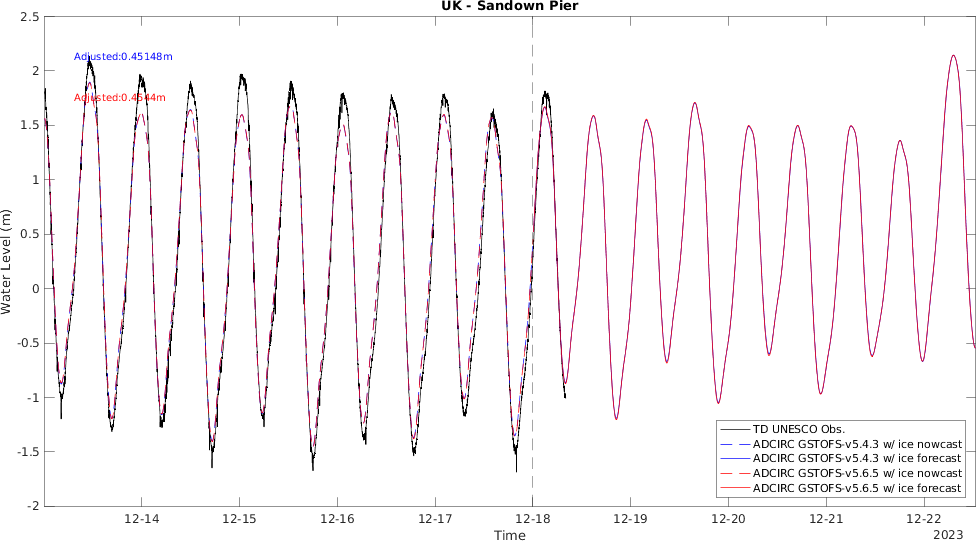 UK - Sandown Pier
2.5
2
1.5
1
0.5
0
-0.5
-1
-1.5
-2
Water Level (m)
Adjusted:0.45148m
Adjusted:0.4544m
TD UNESCO Obs.
ADCIRC GSTOFS-v5.4.3 w/ ice nowcast
ADCIRC GSTOFS-v5.4.3 w/ ice forecast
ADCIRC GSTOFS-v5.6.5 w/ ice nowcast
ADCIRC GSTOFS-v5.6.5 w/ ice forecast
12-14 12-15 12-16 12-17 12-18 12-19 12-20 12-21 12-22
Time
2023